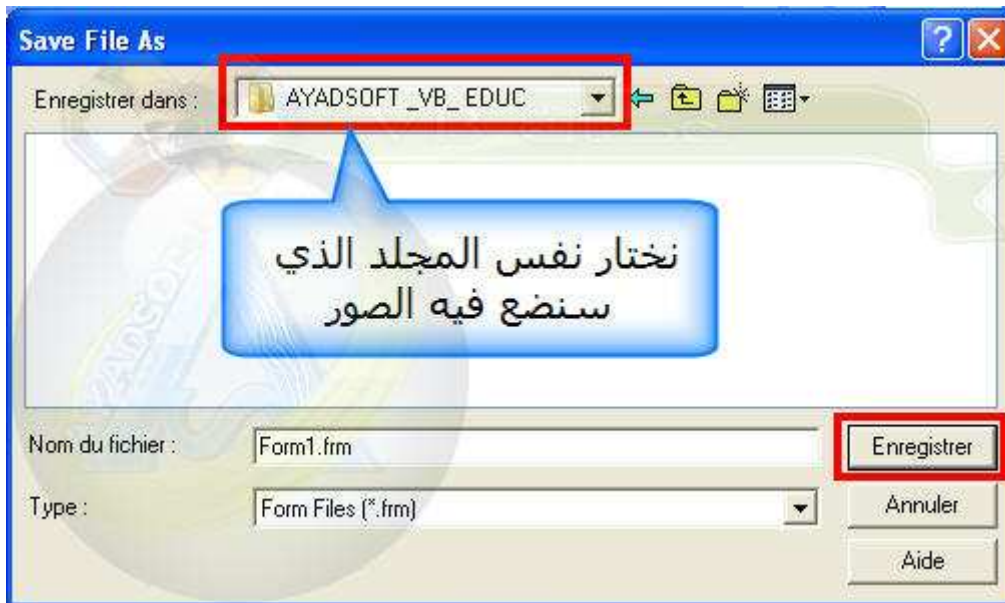 Save File As
Enregistrer dans :
AYADSOFT _VB_ EDUC
نختار نفس المجلد الذي
سنضع فيه الصور
Nom du fichier :
Form1.frm
Enregistrer
Type :
Form Files (*.frm)
Annuler
Aide